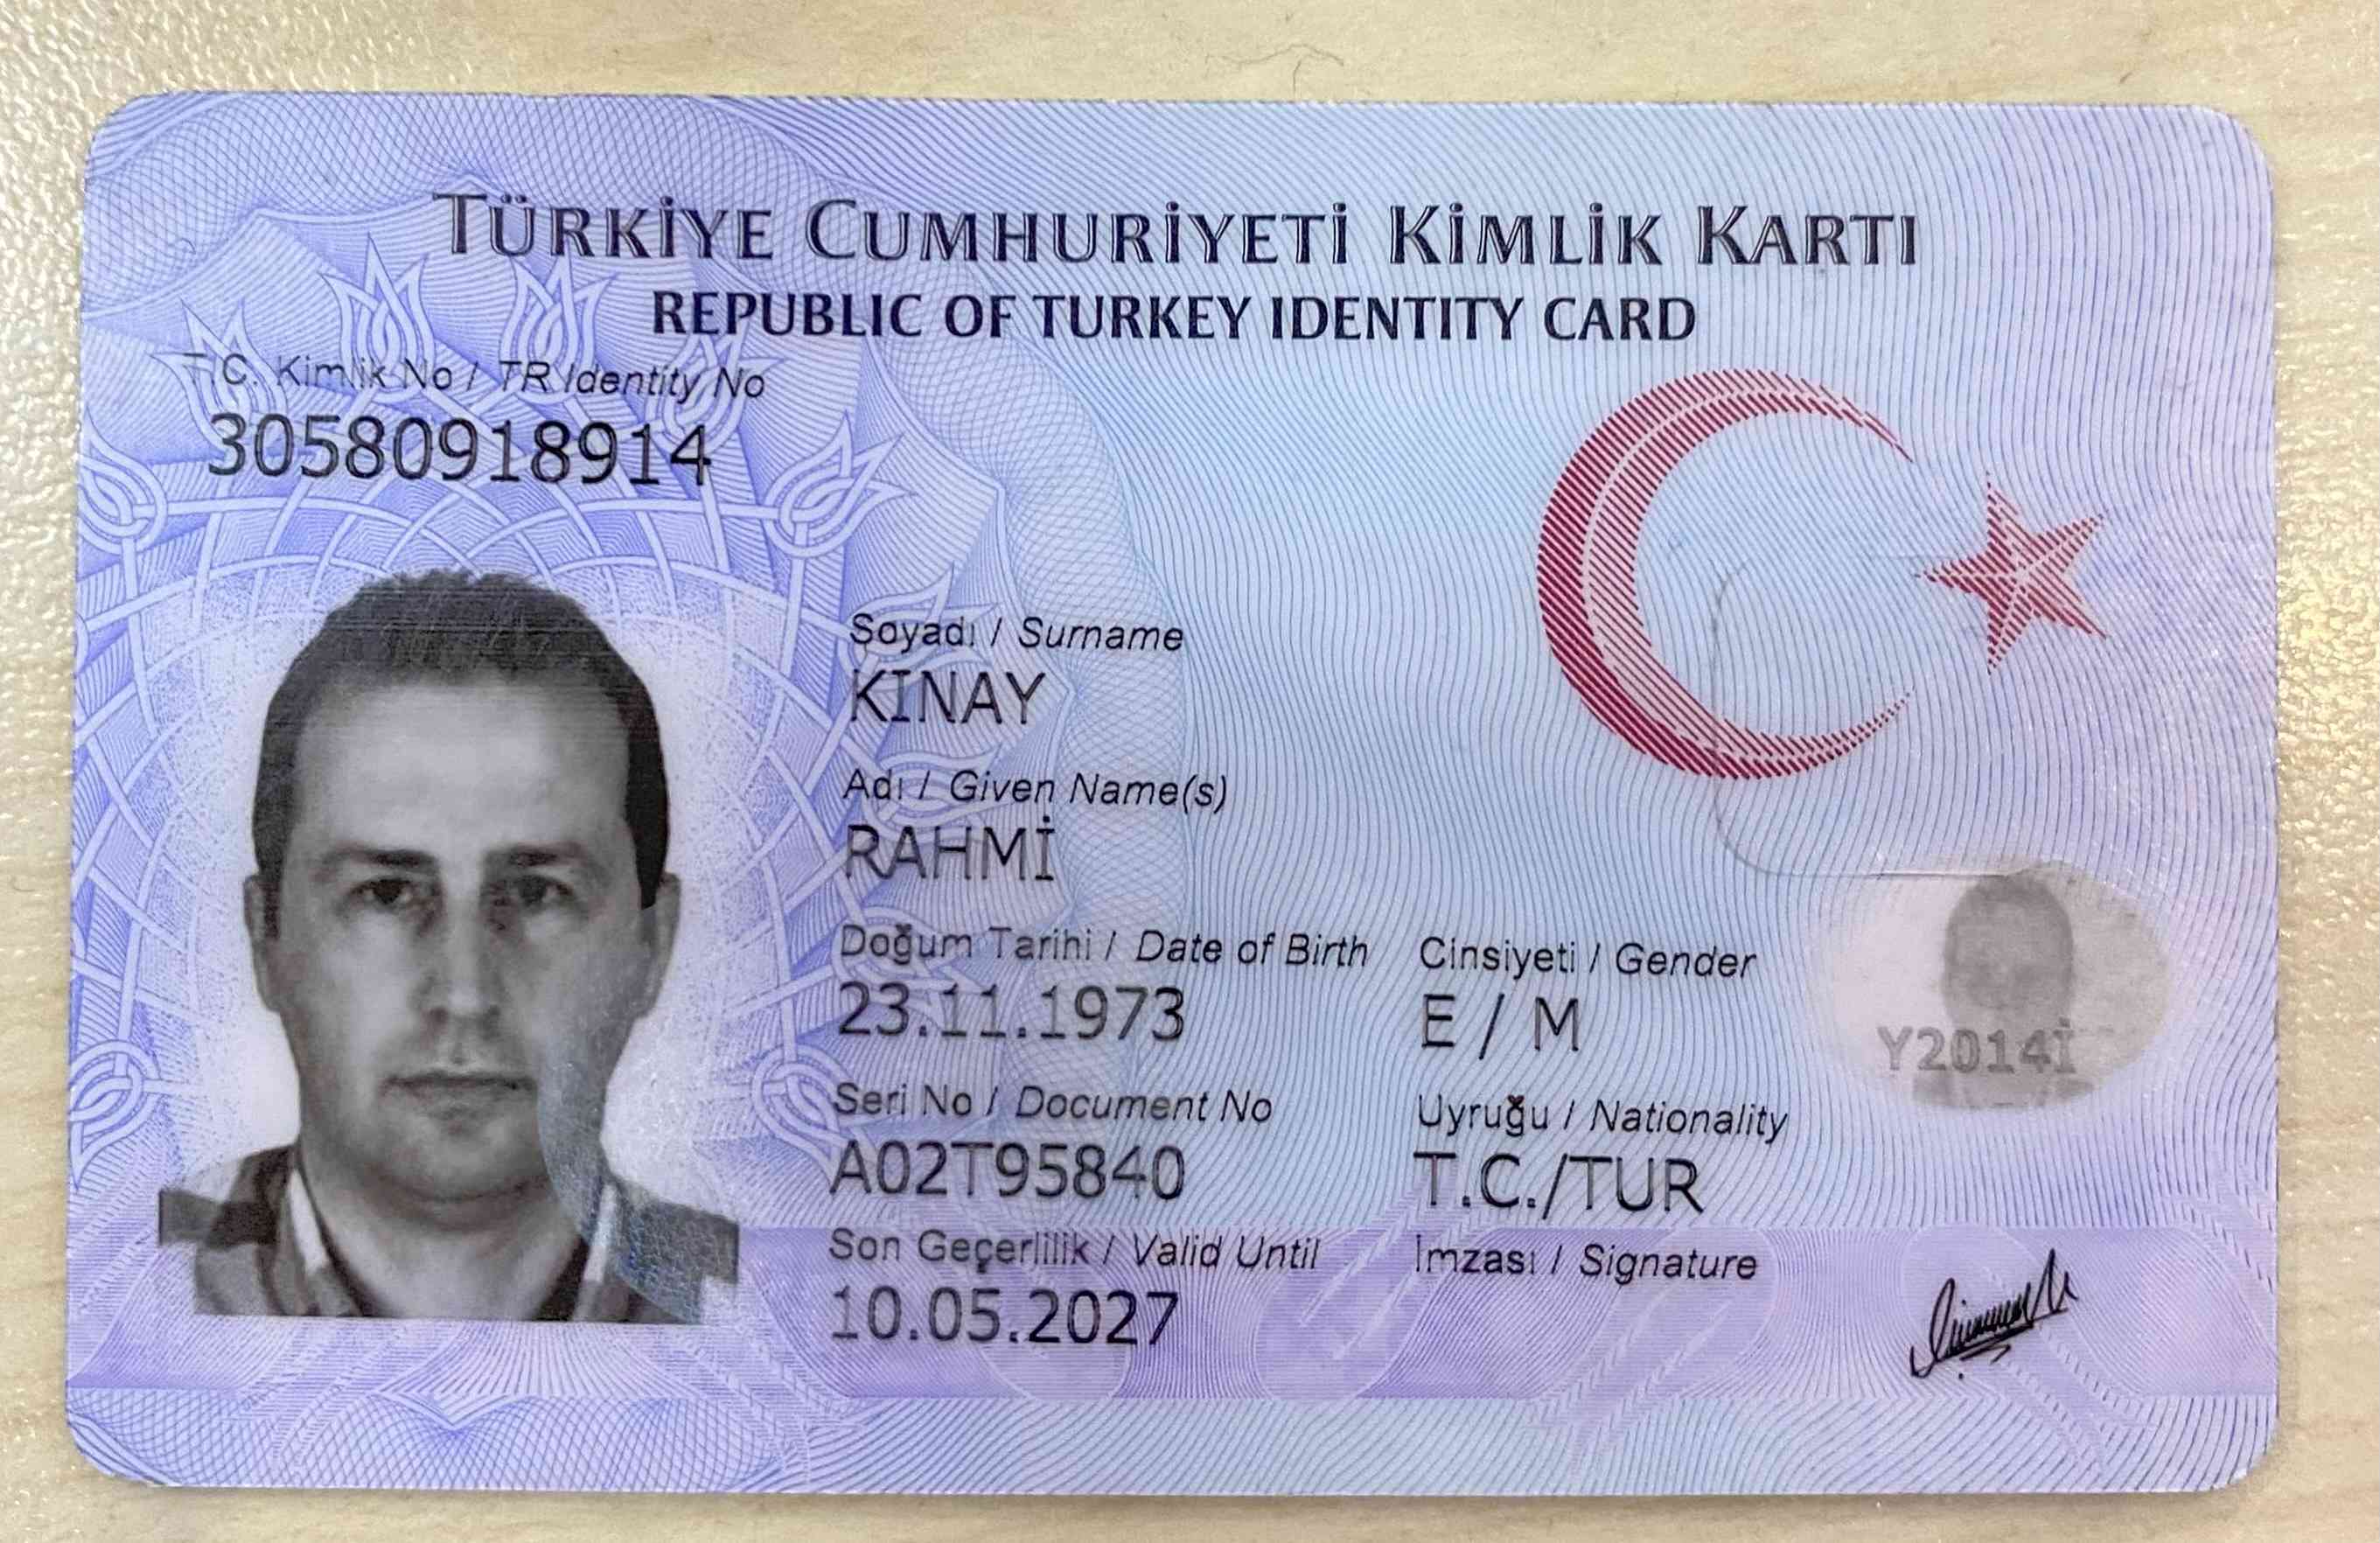 TÜRKİYE CUMHURİYETİ KİMLİK KARTI
REPUBLIC OF TURKEY IDENTITY CARD
T.C. Kimlik No / TR Identity No
30580918914
Soyadı / Surname
KINAY
Adı / Given Name(s)
RAHMİ
Doğum Tarihi / Date of Birth
23.11.1973
Cinsiyeti / Gender
E / M
Seri No / Document No
A02T95840
Uyruğu / Nationality
T.C./TUR
Y2014İ
Son Geçerlilik / Valid Until
10.05.2027
İmzası / Signature